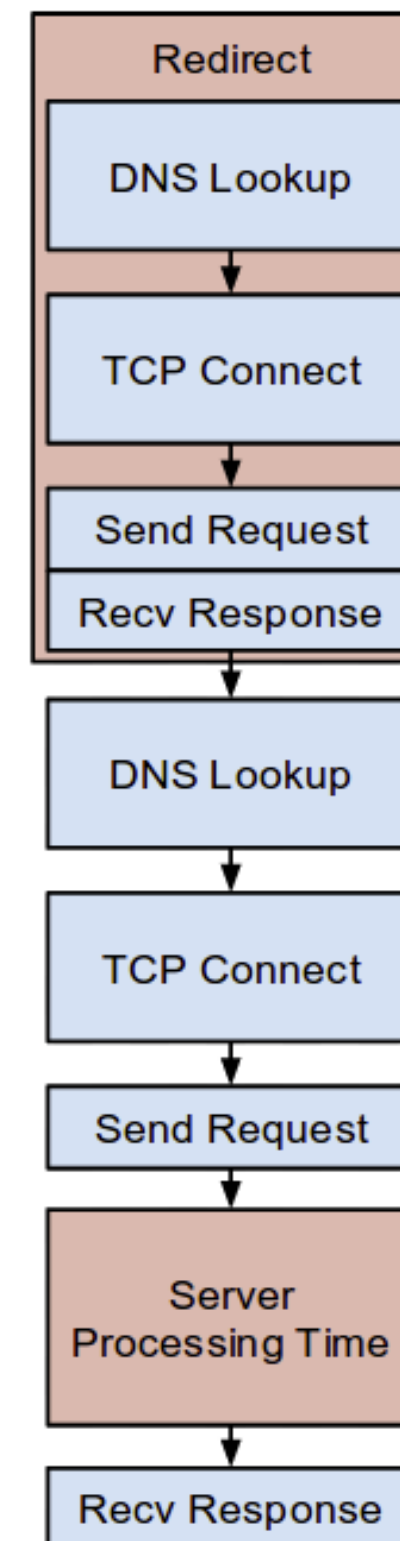 Redirect
DNS Lookup
TCP Connect
Send Request
Recv Response
DNS Lookup
TCP Connect
Send Request
Server
Processing Time
Recv Response